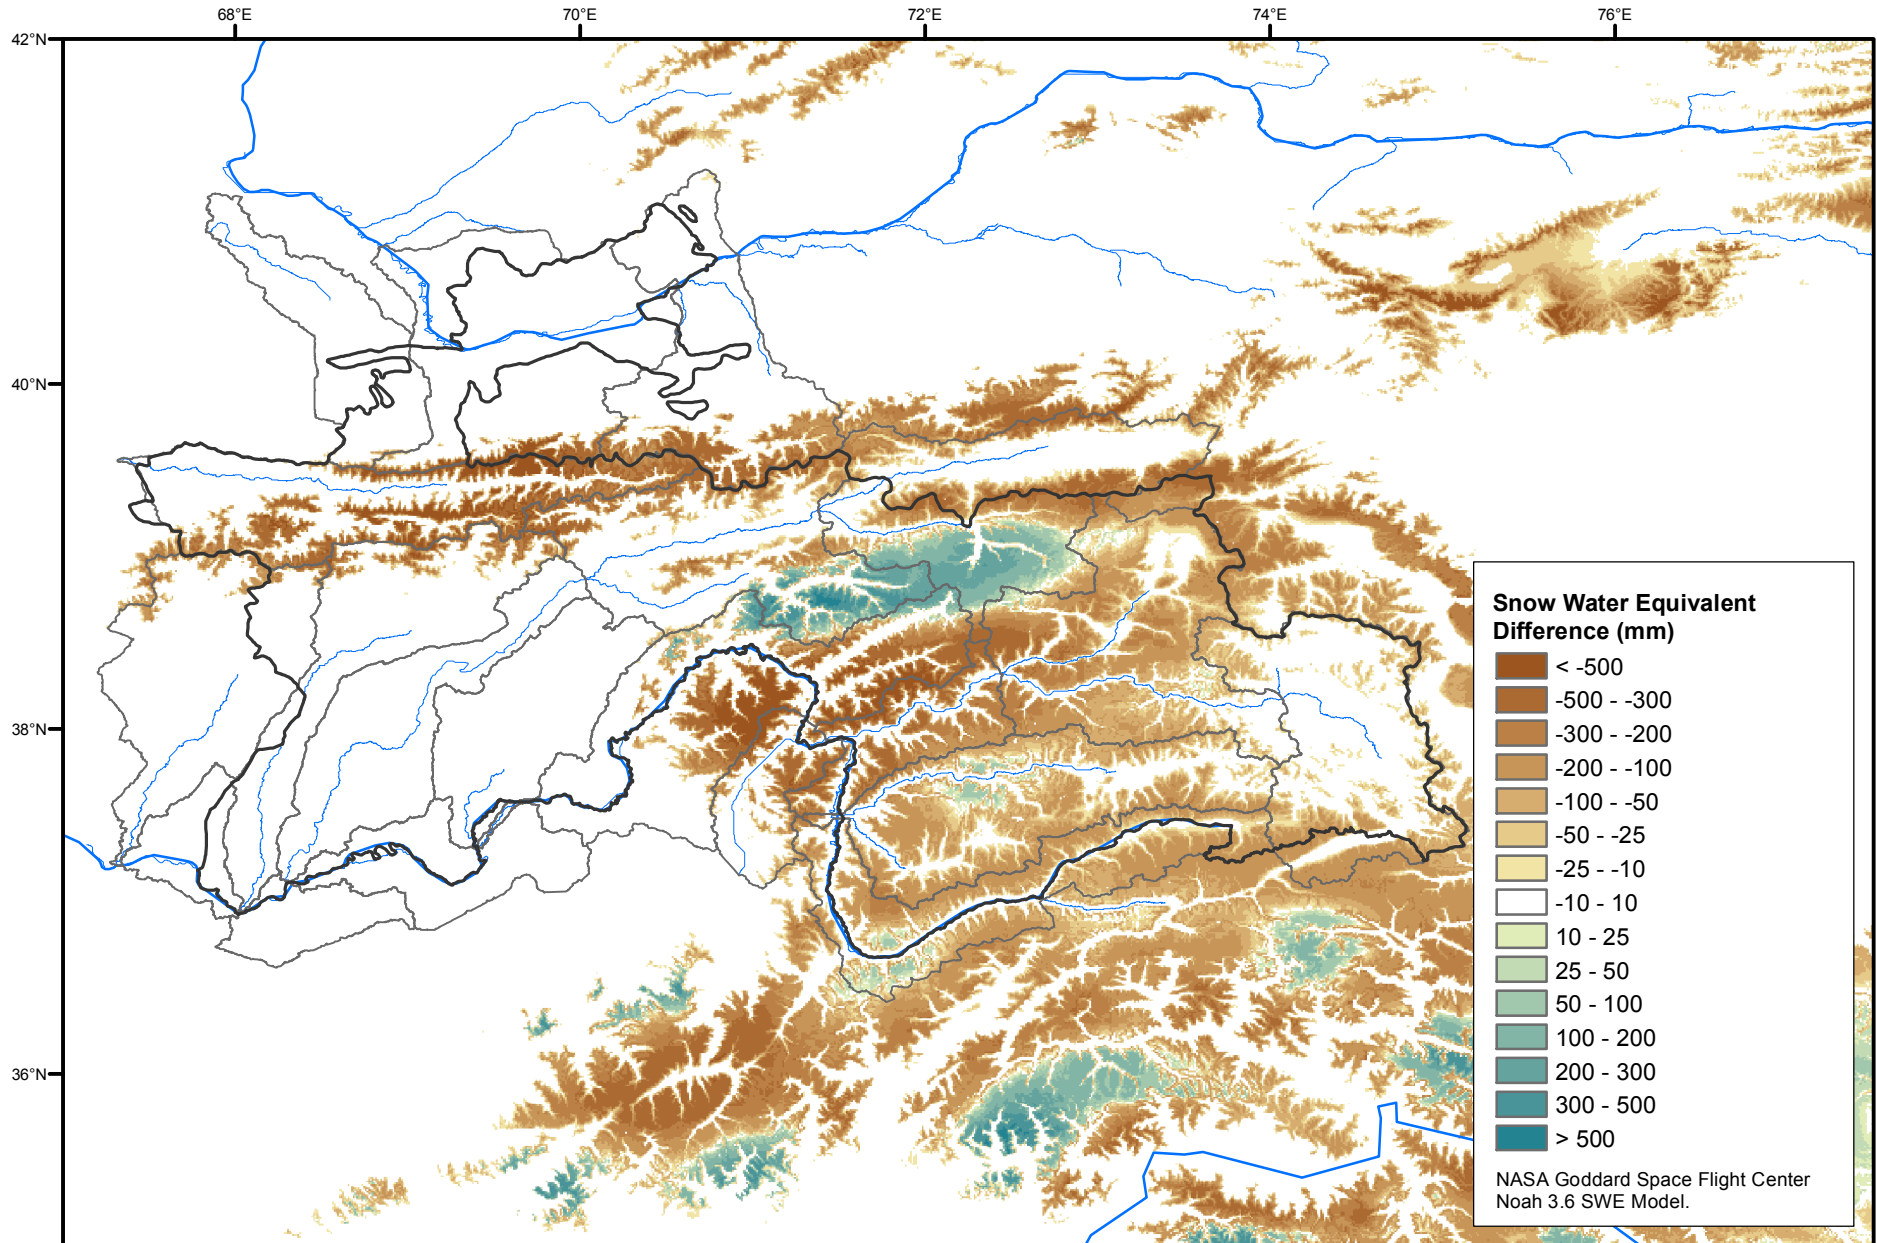 68°E 70°E 72°E 74°E 76°E
42°N
40°N
38°N
36°N
Snow Water Equivalent
Difference (mm)
< -500
-500 - -300
-300 - -200
-200 - -100
-100 - -50
-50 - -25
-25 - -10
-10 - 10
10 - 25
25 - 50
50 - 100
100 - 200
200 - 300
300 - 500
> 500
NASA Goddard Space Flight Center
Noah 3.6 SWE Model.